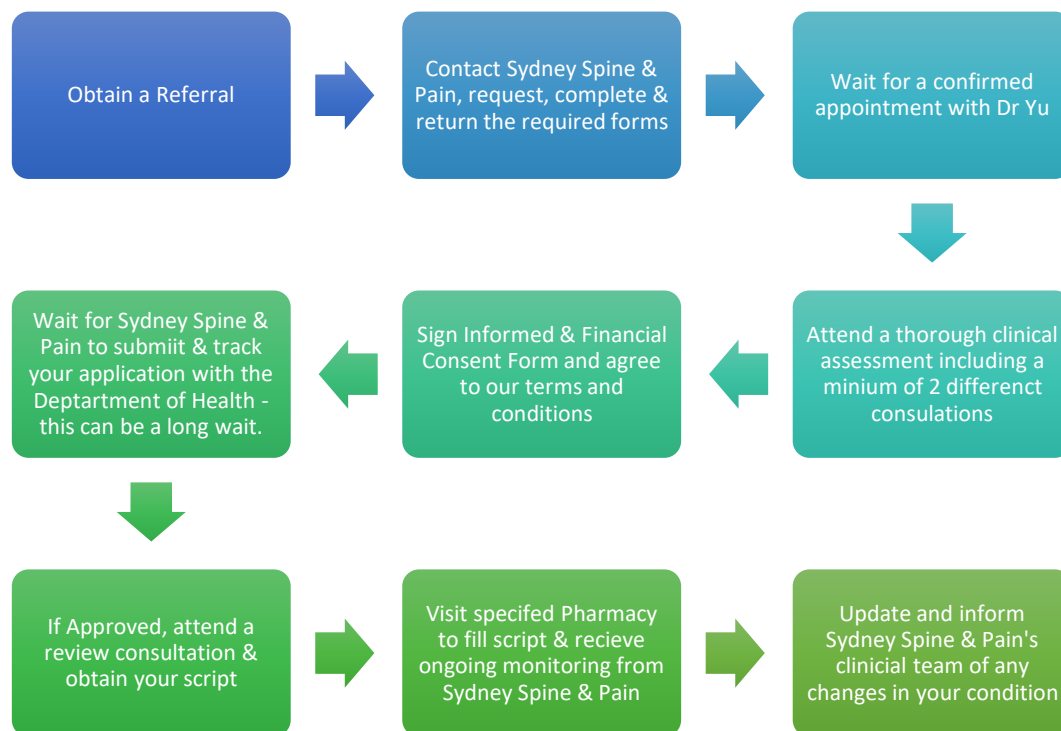 Obtain a Referral
Contact Sydney Spine &
Pain, request, complete &
return the required forms
Wait for a confirmed
appointment with Dr Yu
Attend a thorough clinical
assessment including a
minium of 2 differenct
consulations
Sign Informed & Financial
Consent Form and agree
to our terms and
conditions
Wait for Sydney Spine &
Pain to submiit & track
your application with the
Deptartment of Health -
this can be a long wait.
If Approved, attend a
review consultation &
obtain your script
Visit specifed Pharmacy
to fill script & recieve
ongoing monitoring from
Sydney Spine & Pain
Update and inform
Sydney Spine & Pain's
clinicial team of any
changes in your condition